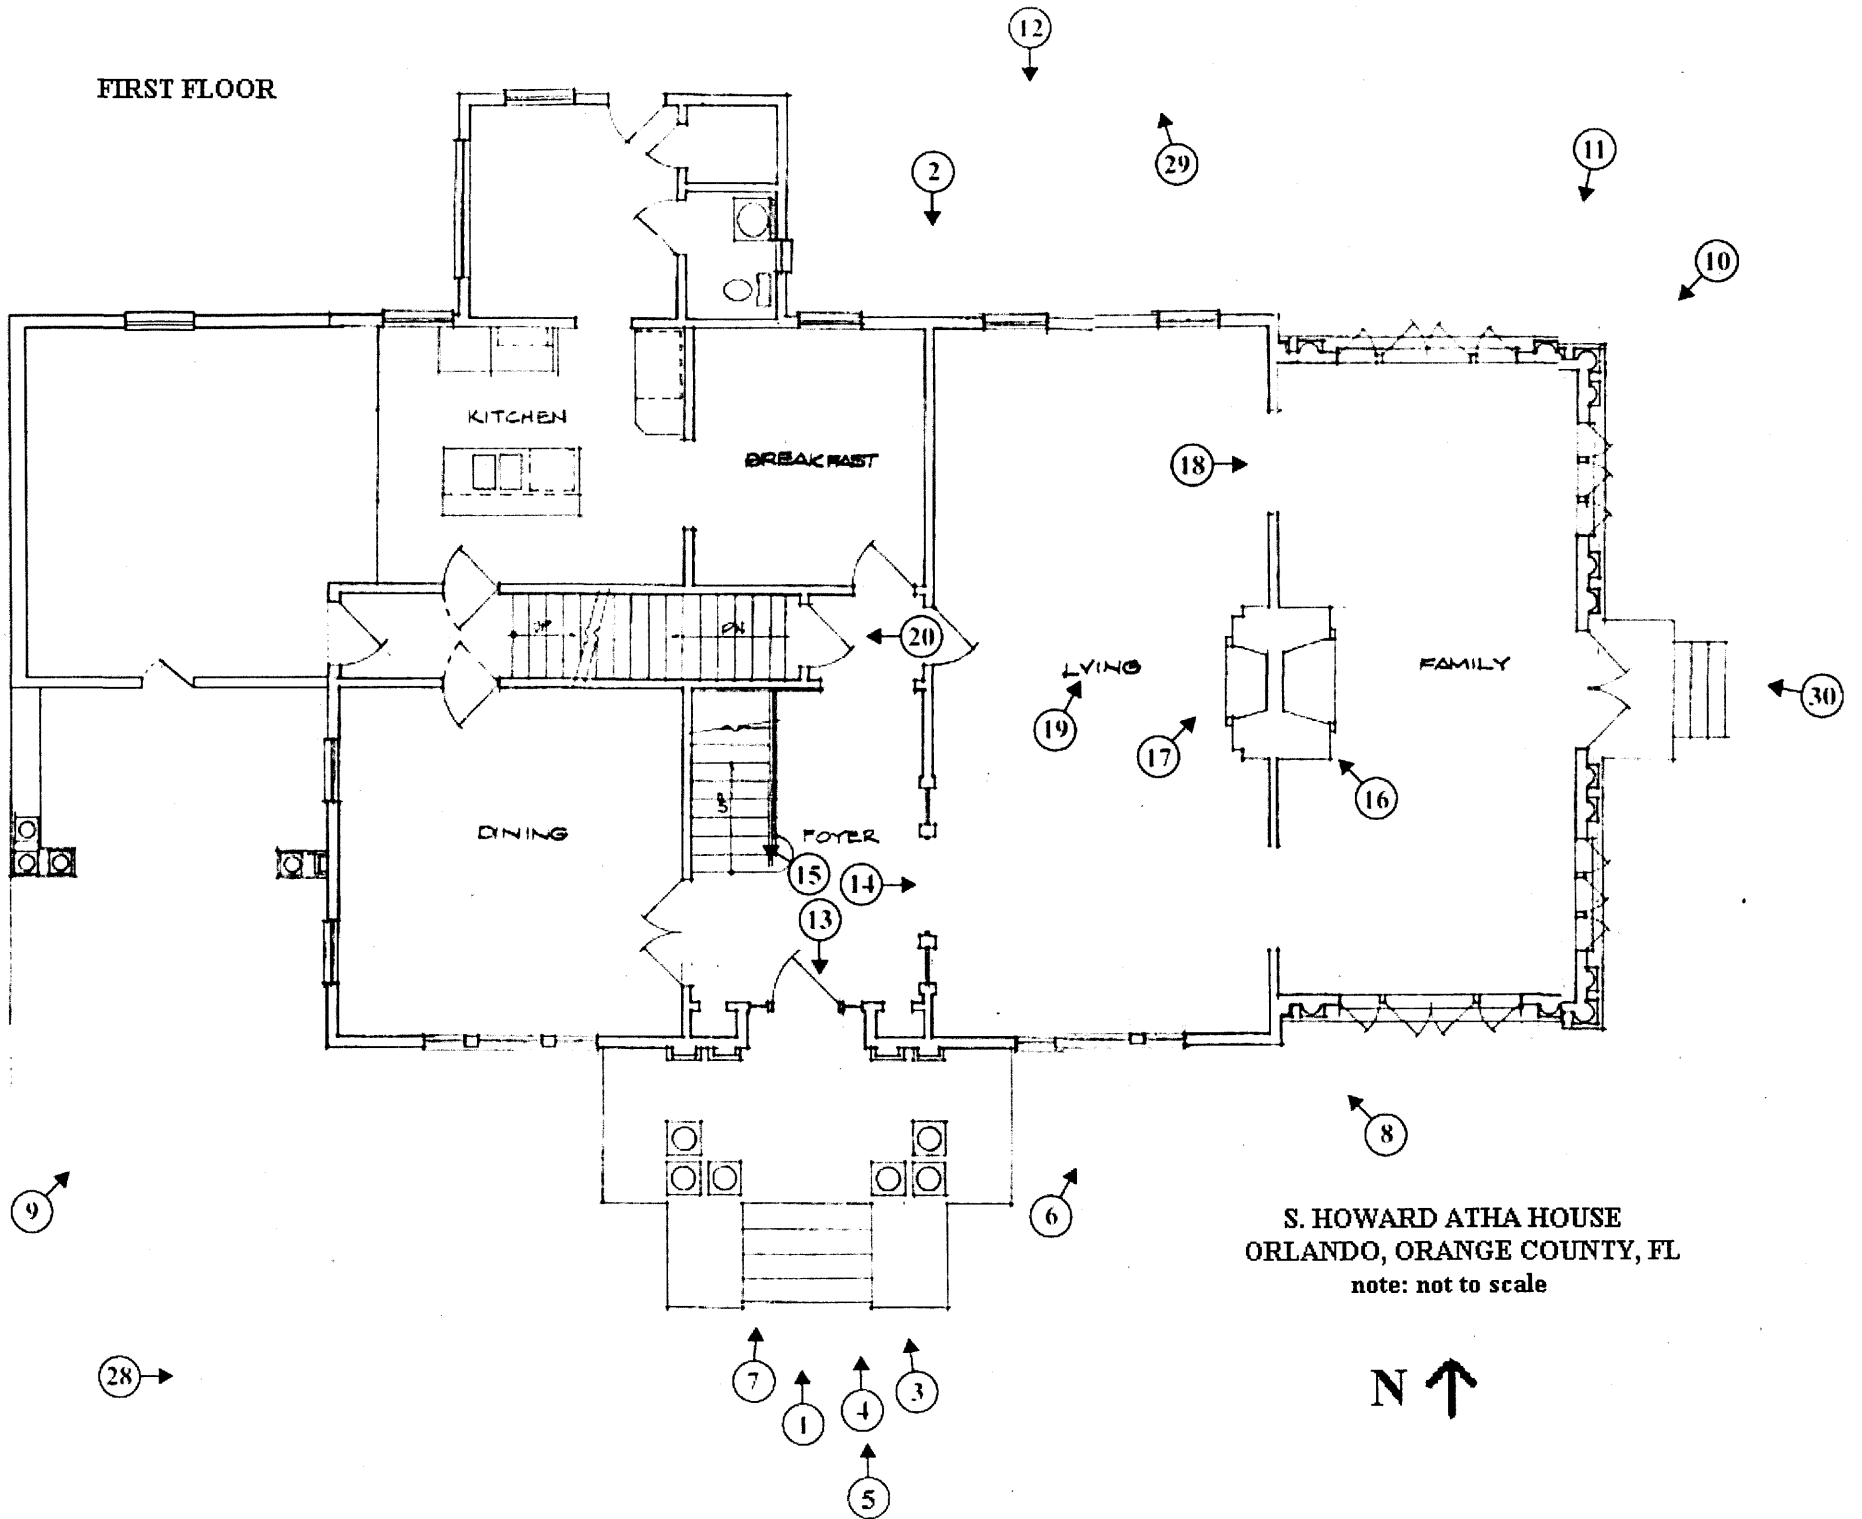 12
FIRST FLOOR
29
2
11
10
KITCHEN
BREAKFAST
18
UP
DN
20
LVING
FAMILY
30
19
17
16
DINING
FOYER
15
14
13
8
9
6
S. HOWARD ATHA HOUSE
ORLANDO, ORANGE COUNTY, FL
note: not to scale
28
7
1
4
3
N
5